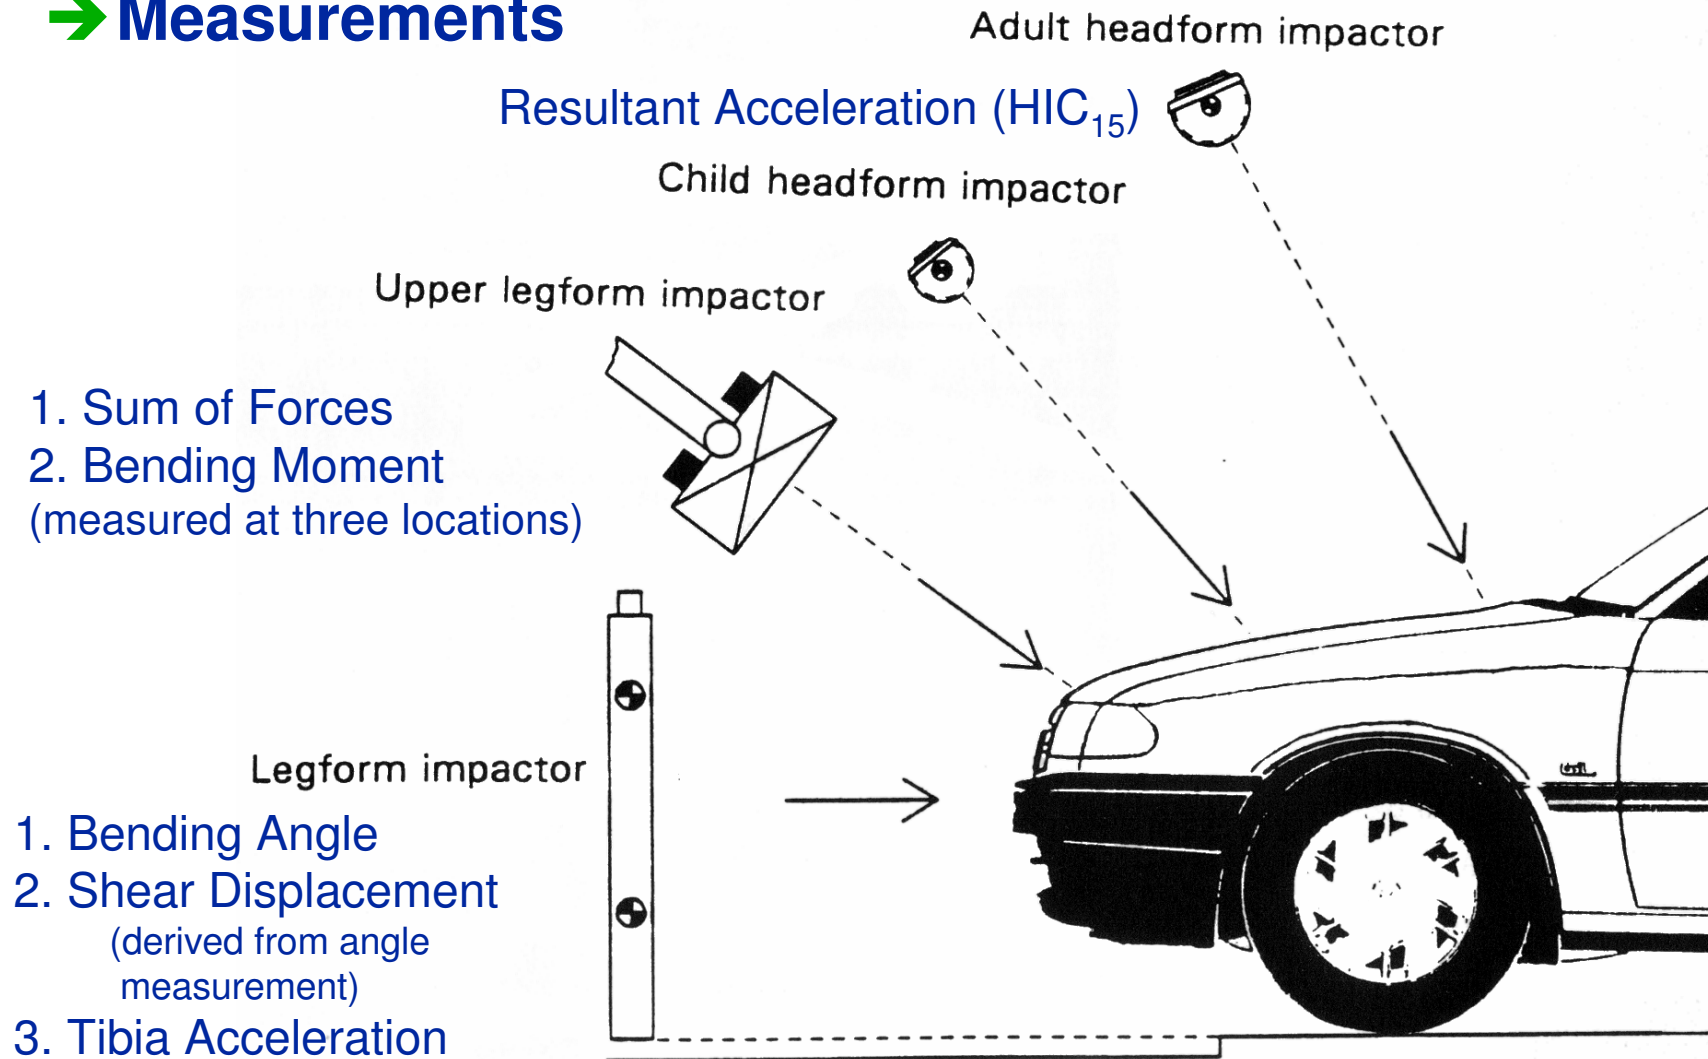 ➔ Measurements
Adult headform impactor
Resultant Acceleration (HIC₁₅)
Child headform impactor
Upper legform impactor
1. Sum of Forces
2. Bending Moment
(measured at three locations)
Legform impactor
1. Bending Angle
2. Shear Displacement
(derived from angle
measurement)
3. Tibia Acceleration